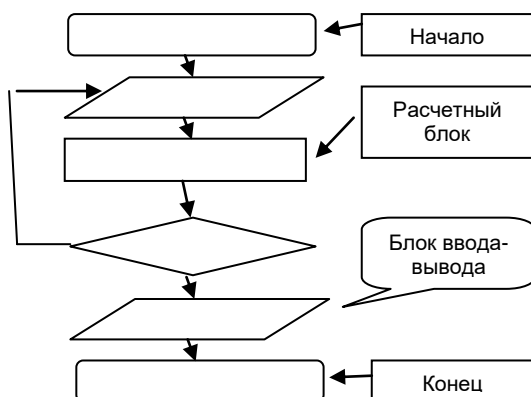 Начало
Расчетный
блок
Блок ввода-
вывода
Конец